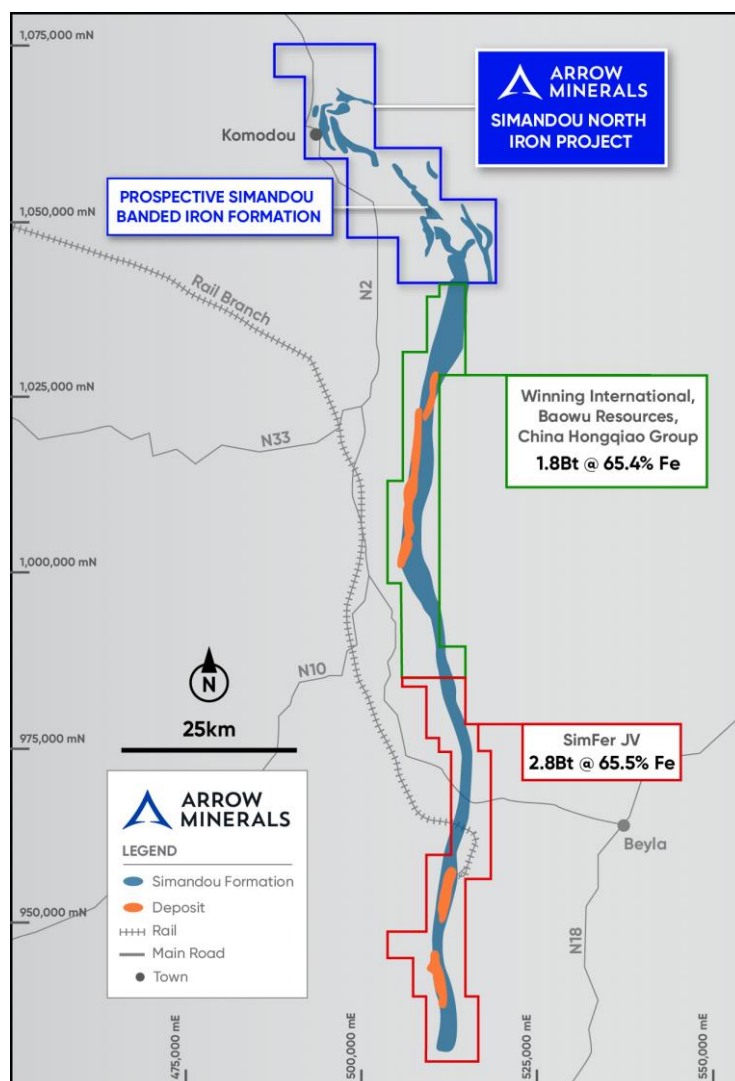 1,075,000 mN
ARROW
MINERALS
SIMANDOU NORTH
IRON PROJECT
Komodou
PROSPECTIVE SIMANDOU
BANDED IRON FORMATION
1,050,000 mN
Rail Branch
N2
1,025,000 mN
Winning International,
Baowu Resources,
China Hongqiao Group
1.8Bt @ 65.4% Fe
N33
1,000,000 mN
N10
N
25km
975,000 mN
SimFer JV
2.8Bt @ 65.5% Fe
ARROW
MINERALS
LEGEND
Simandou Formation
Deposit
Rail
Main Road
Town
Beyla
950,000 mN
N18
475,000 mE
500,000 mE
525,000 mE
550,000 mE